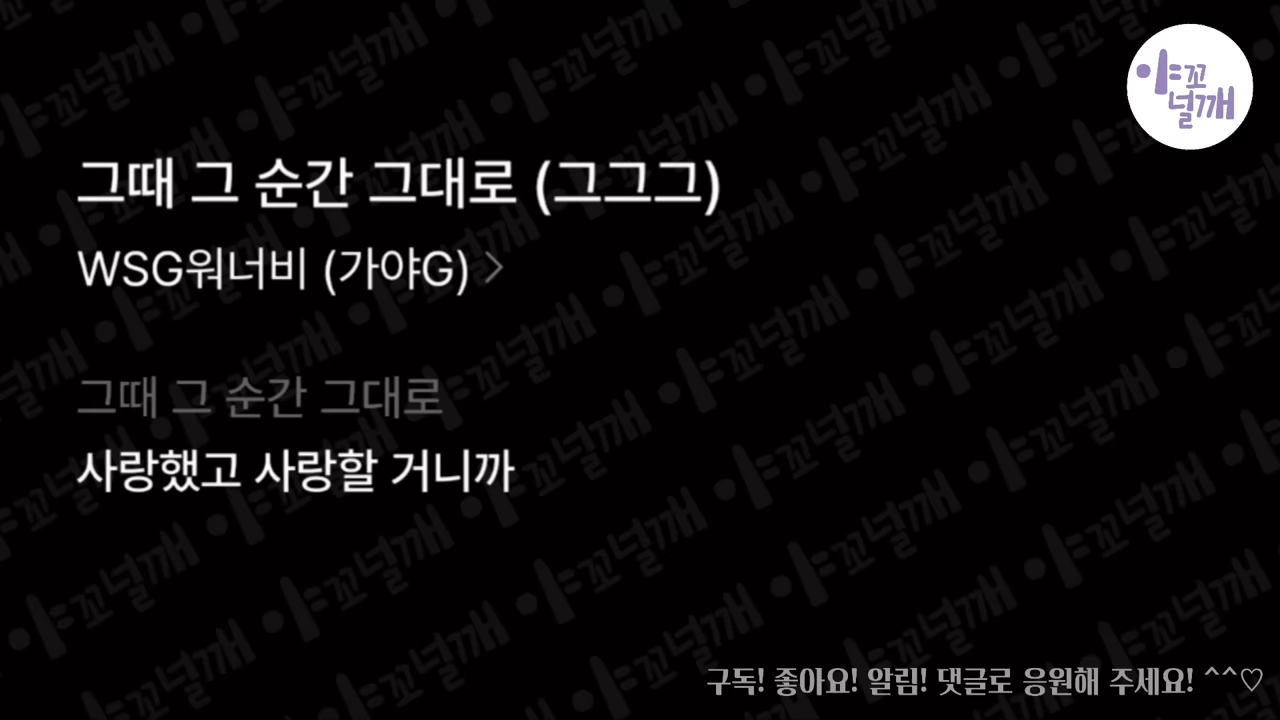 야꼬
널깨
그때 그 순간 그대로 (그그그)
WSG워너비 (가야G) >
그때 그 순간 그대로
사랑했고 사랑할 거니까
구독! 좋아요! 알림! 댓글로 응원해 주세요! ^^♡